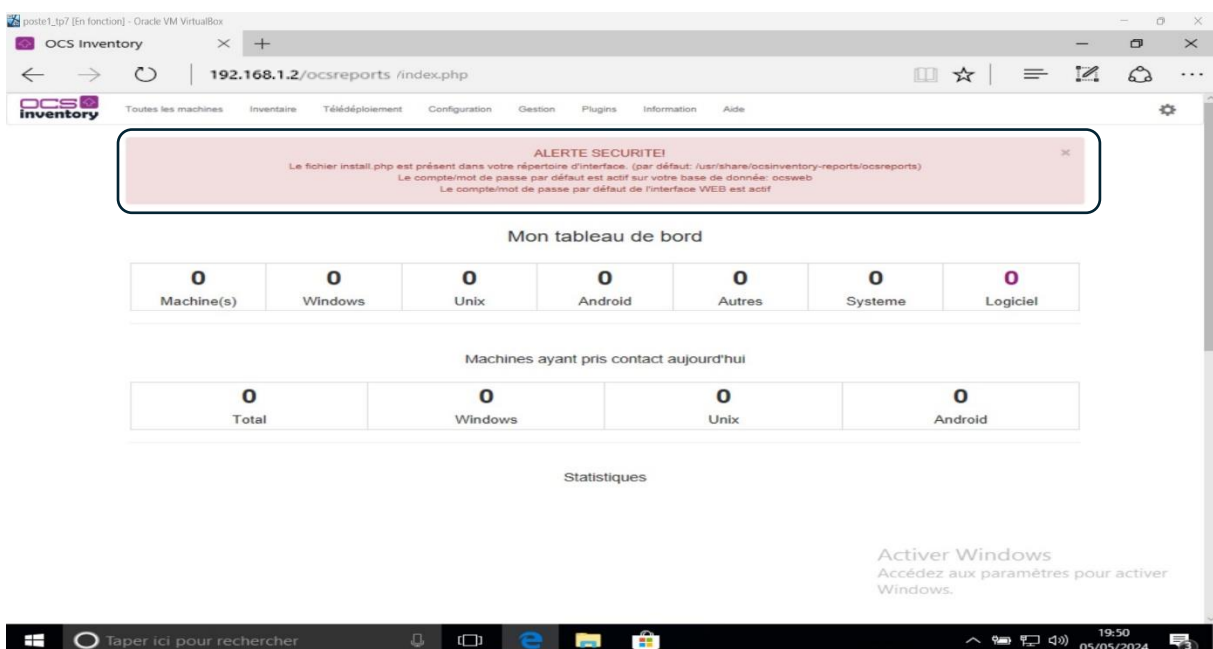 poste1_tp7 [En fonction] - Oracle VM VirtualBox
OCS Inventory
192.168.1.2/ocsreports /index.php
OCS inventory
Toutes les machines Inventaire Télédéploiement Configuration Gestion Plugins Information Aide
ALERTE SECURITE!
Le fichier install.php est présent dans votre répertoire d'interface. (par défaut: /usr/share/ocsinventory-reports/ocsreports)
Le compte/mot de passe par défaut est actif sur votre base de donnée: ocsweb
Le compte/mot de passe par défaut de l'interface WEB est actif
Mon tableau de bord
0 0 0 0 0 0 0
Machine(s) Windows Unix Android Autres Systeme Logiciel
Machines ayant pris contact aujourd'hui
0 0 0 0
Total Windows Unix Android
Statistiques
Activer Windows
Accédez aux paramètres pour activer
Windows.
Taper ici pour rechercher
19:50
05/05/2024
3